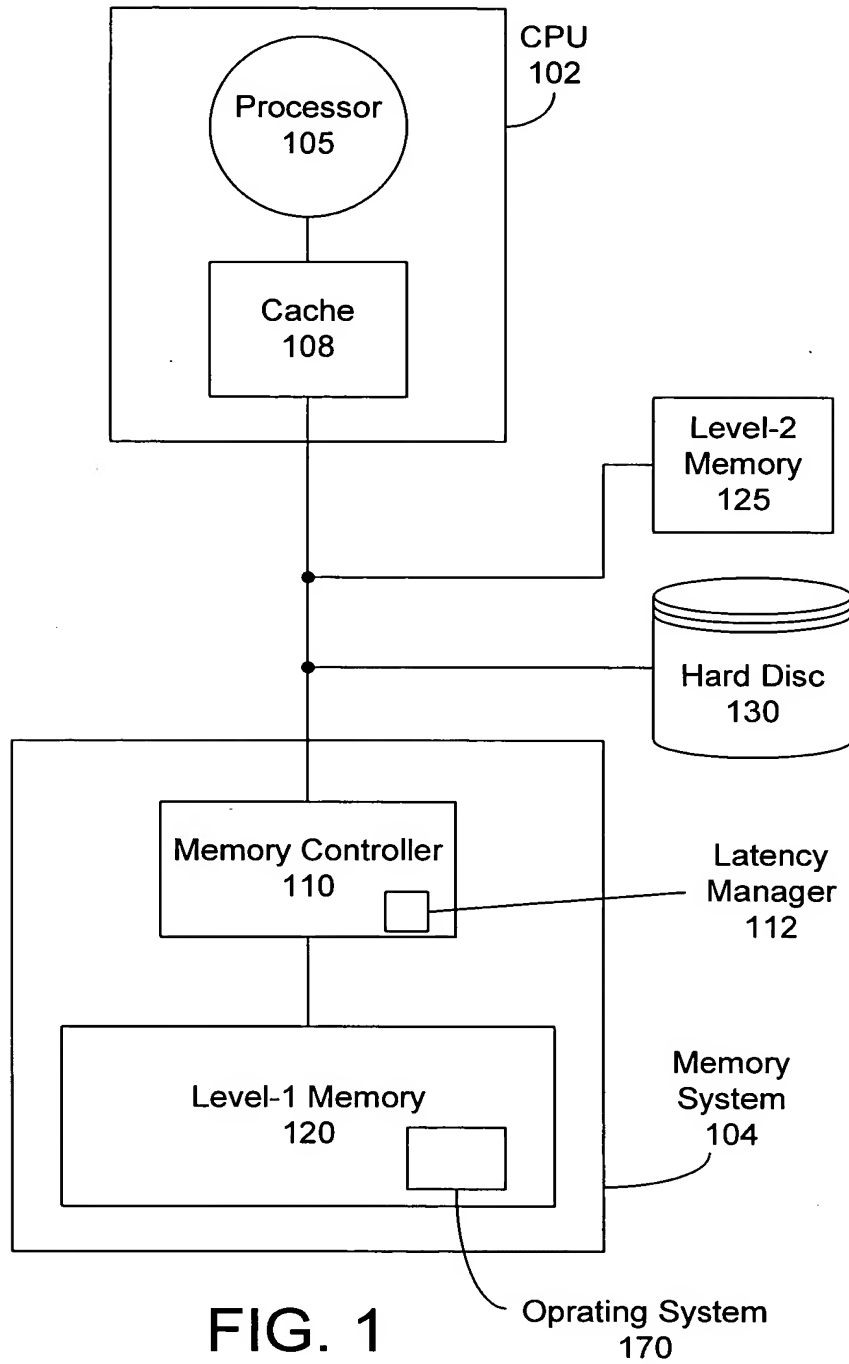 CPU
102
Processor
105
Cache
108
Level-2
Memory
125
Hard Disc
130
Memory Controller
110
Latency
Manager
112
Level-1 Memory
120
Memory
System
104
Oprating System
170
FIG. 1